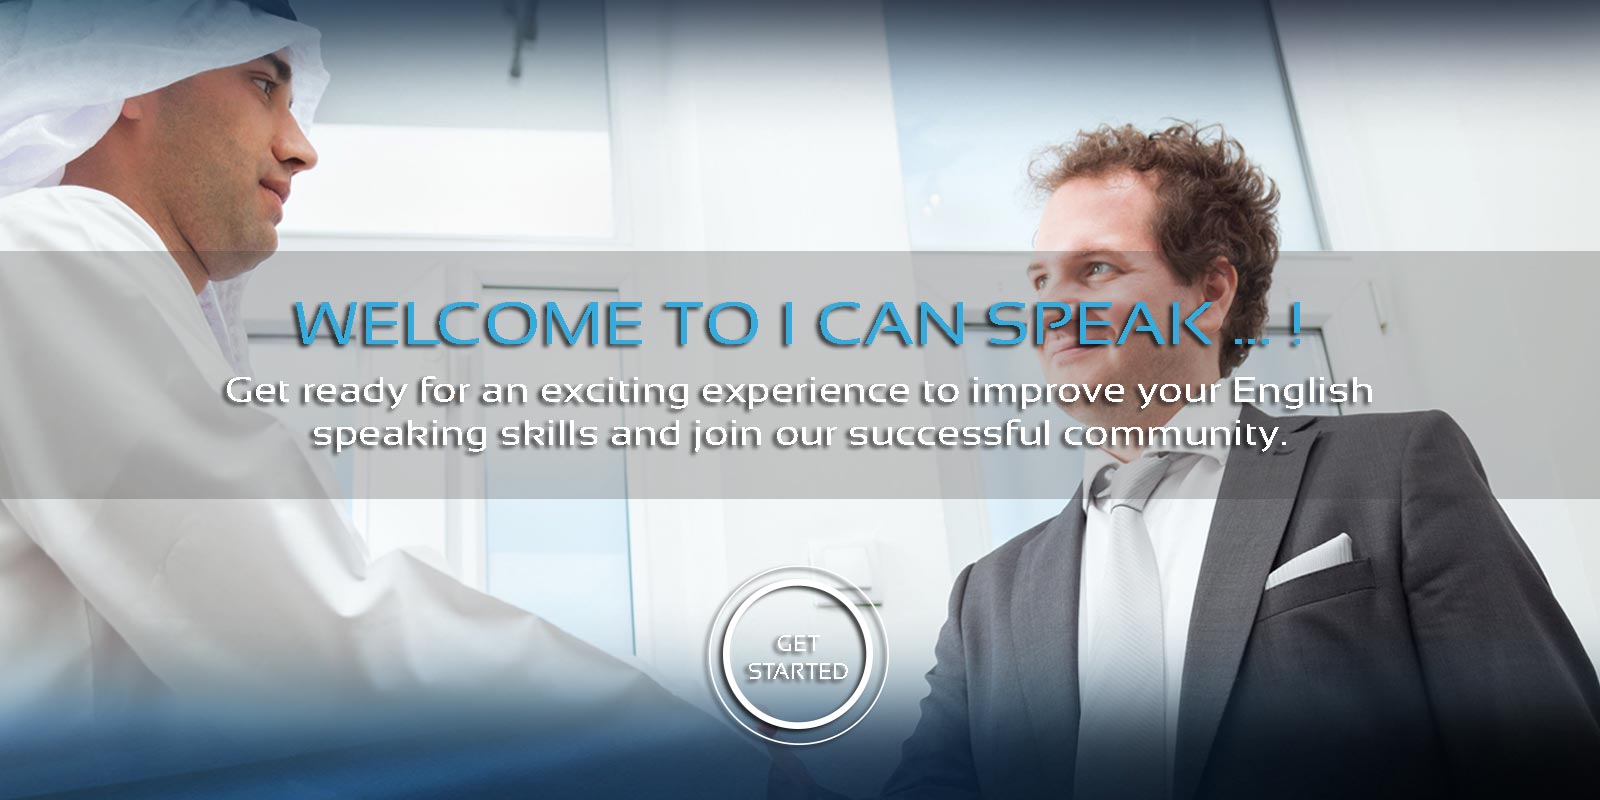 WELCOME TO I CAN SPEAK ... !
Get ready for an exciting experience to improve your English
speaking skills and join our successful community.
GET
STARTED